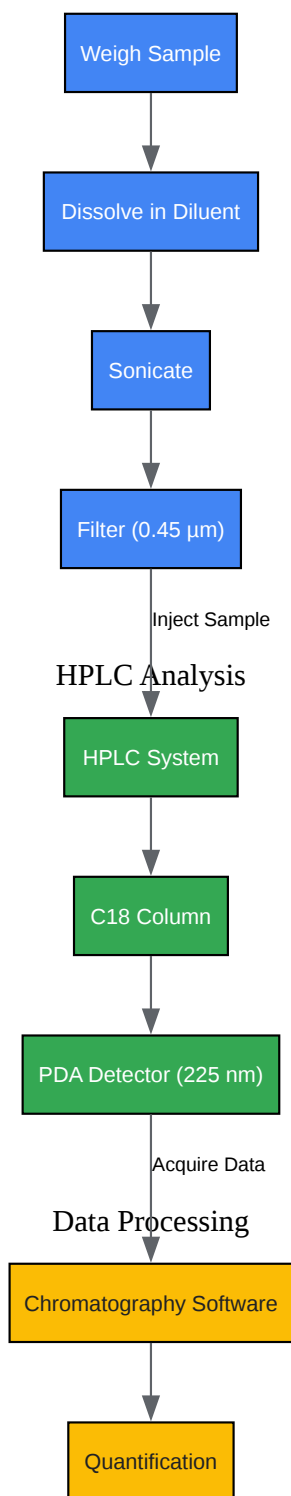 Weigh Sample
Dissolve in Diluent
Sonicate
Filter (0.45 µm)
Inject Sample
HPLC Analysis
HPLC System
C18 Column
PDA Detector (225 nm)
Acquire Data
Data Processing
Chromatography Software
Quantification